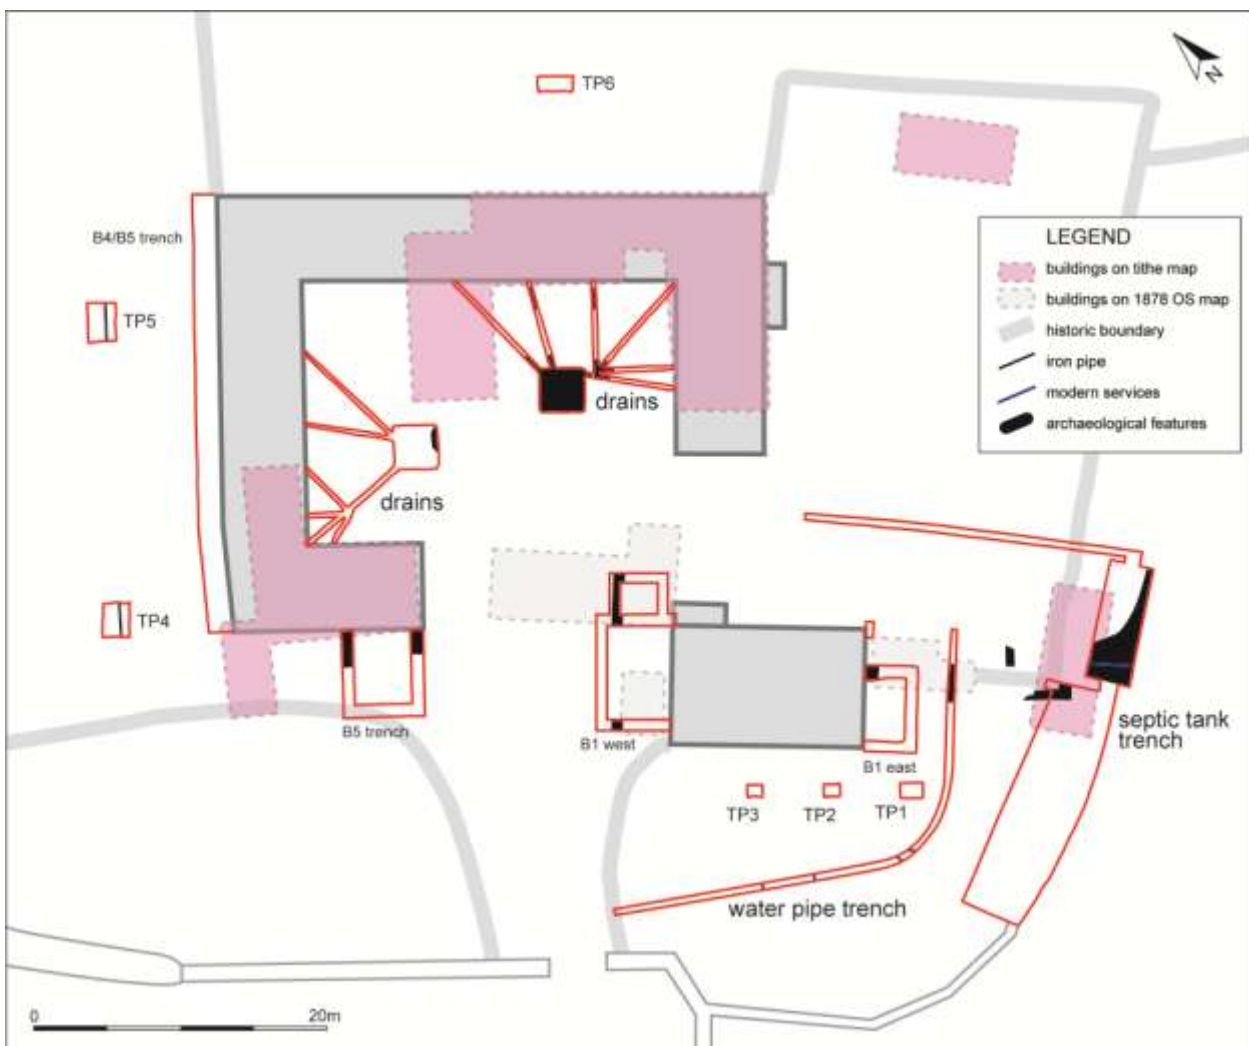 TP6
N
B4/B5 trench
LEGEND
buildings on tithe map
buildings on 1878 OS map
historic boundary
iron pipe
modern services
archaeological features
TP5
drains
drains
TP4
B5 trench
B1 west
B1 east
septic tank
trench
TP3
TP2
TP1
water pipe trench
0
20m